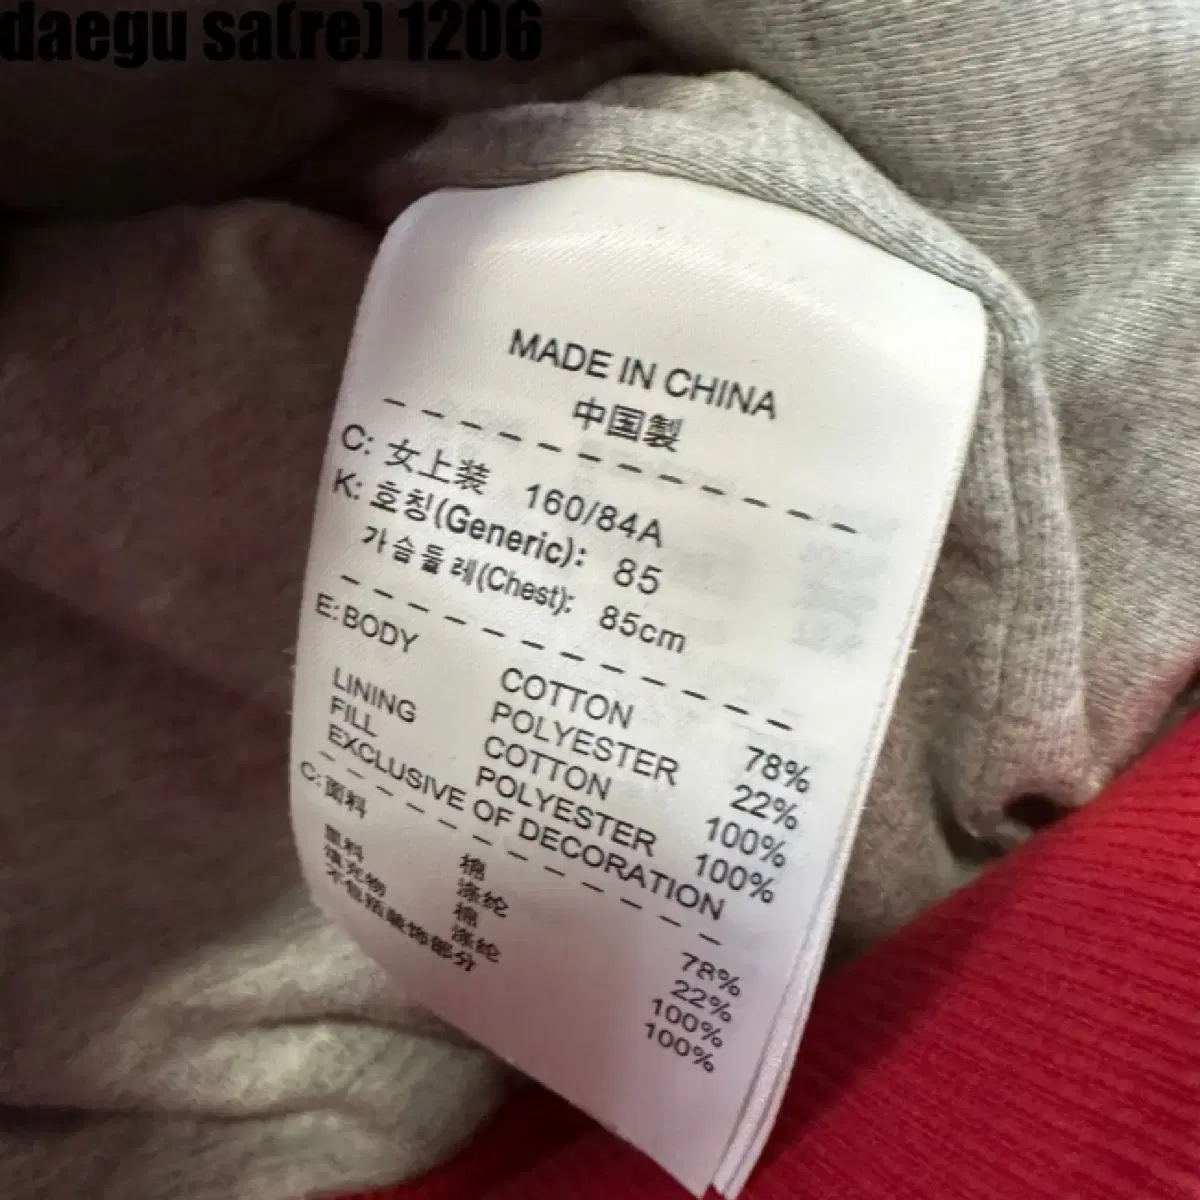 daegu sa(re) 1206
MADE IN CHINA
中国製
C: 女上装 160/84A
K: 호칭(Generic): 85
가슴둘레(Chest): 85cm
E: BODY COTTON 78%
POLYESTER 22%
LINING COTTON 100%
FILL POLYESTER 100%
EXCLUSIVE OF DECORATION
C: 面料 棉 78%
涤纶 22%
里料 棉 100%
填充物 涤纶 100%
不包括装饰部分